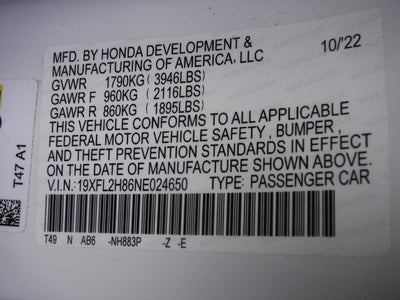 MFD. BY HONDA DEVELOPMENT &
MANUFACTURING OF AMERICA, LLC 10/'22
GVWR 1790KG (3946LBS)
GAWR F 960KG (2116LBS)
GAWR R 860KG (1895LBS)
THIS VEHICLE CONFORMS TO ALL APPLICABLE
FEDERAL MOTOR VEHICLE SAFETY, BUMPER,
AND THEFT PREVENTION STANDARDS IN EFFECT
ON THE DATE OF MANUFACTURE SHOWN ABOVE.
V.I.N.: 19XFL2H86NE024650 TYPE: PASSENGER CAR
T49 N AB6 -NH883P -Z -E
T47 A1